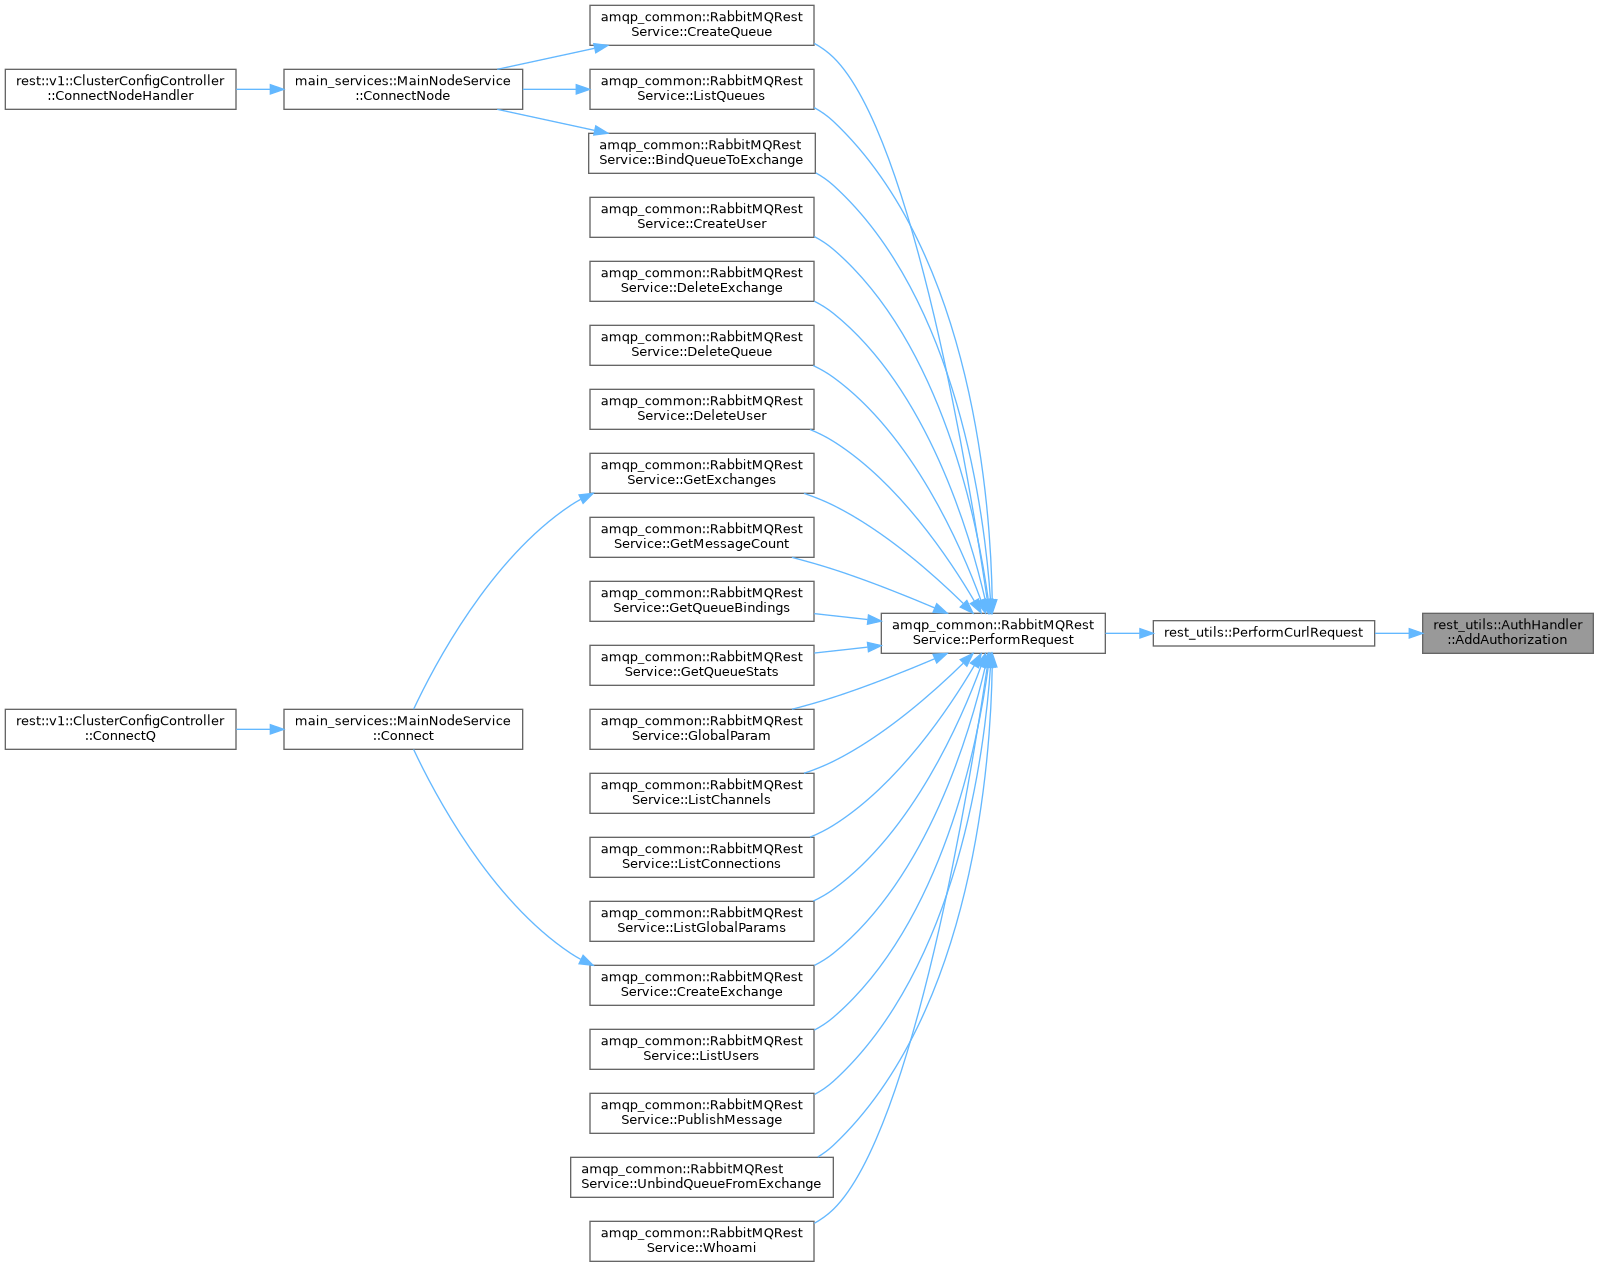 rest::v1::ClusterConfigController
::ConnectNodeHandler
main_services::MainNodeService
::ConnectNode
rest::v1::ClusterConfigController
::ConnectQ
main_services::MainNodeService
::Connect
amqp_common::RabbitMQRest
Service::CreateQueue
amqp_common::RabbitMQRest
Service::ListQueues
amqp_common::RabbitMQRest
Service::BindQueueToExchange
amqp_common::RabbitMQRest
Service::CreateUser
amqp_common::RabbitMQRest
Service::DeleteExchange
amqp_common::RabbitMQRest
Service::DeleteQueue
amqp_common::RabbitMQRest
Service::DeleteUser
amqp_common::RabbitMQRest
Service::GetExchanges
amqp_common::RabbitMQRest
Service::GetMessageCount
amqp_common::RabbitMQRest
Service::GetQueueBindings
amqp_common::RabbitMQRest
Service::GetQueueStats
amqp_common::RabbitMQRest
Service::GlobalParam
amqp_common::RabbitMQRest
Service::ListChannels
amqp_common::RabbitMQRest
Service::ListConnections
amqp_common::RabbitMQRest
Service::ListGlobalParams
amqp_common::RabbitMQRest
Service::CreateExchange
amqp_common::RabbitMQRest
Service::ListUsers
amqp_common::RabbitMQRest
Service::PublishMessage
amqp_common::RabbitMQRest
Service::UnbindQueueFromExchange
amqp_common::RabbitMQRest
Service::Whoami
amqp_common::RabbitMQRest
Service::PerformRequest
rest_utils::PerformCurlRequest
rest_utils::AuthHandler
::AddAuthorization